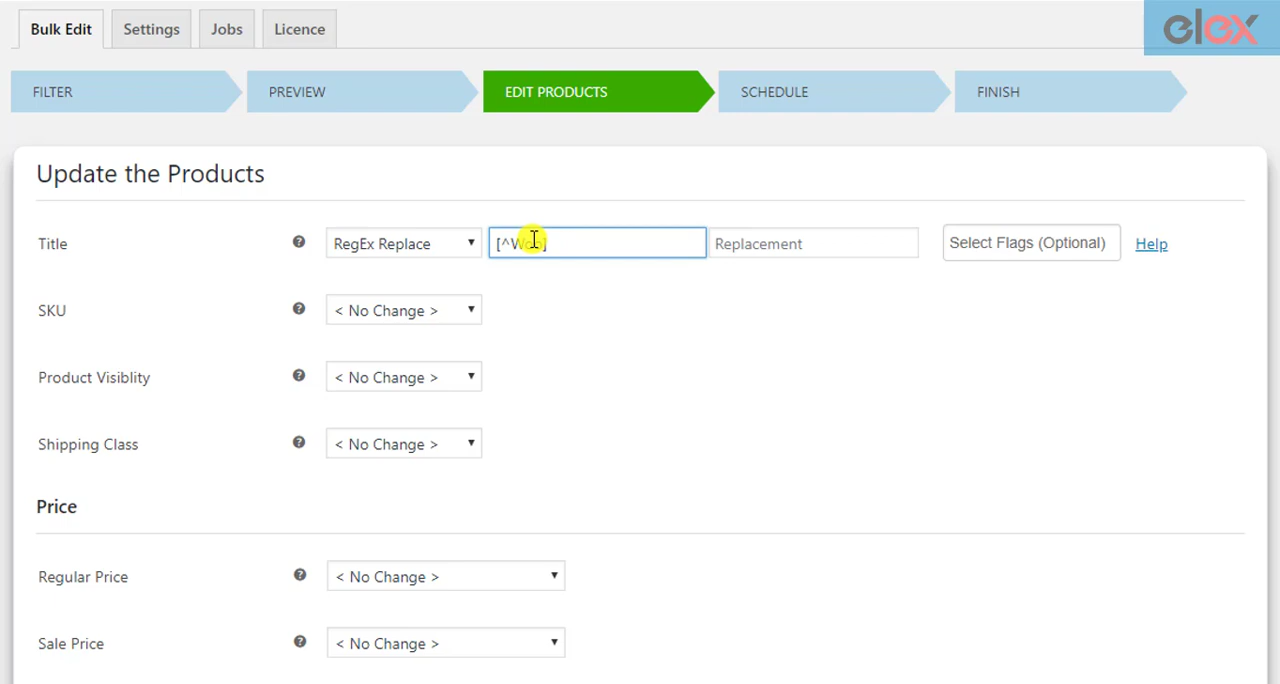 Bulk Edit Settings Jobs Licence
elex
FILTER PREVIEW EDIT PRODUCTS SCHEDULE FINISH
Update the Products
Title RegEx Replace [^Woo] Replacement Select Flags (Optional) Help
SKU < No Change >
Product Visiblity < No Change >
Shipping Class < No Change >
Price
Regular Price < No Change >
Sale Price < No Change >